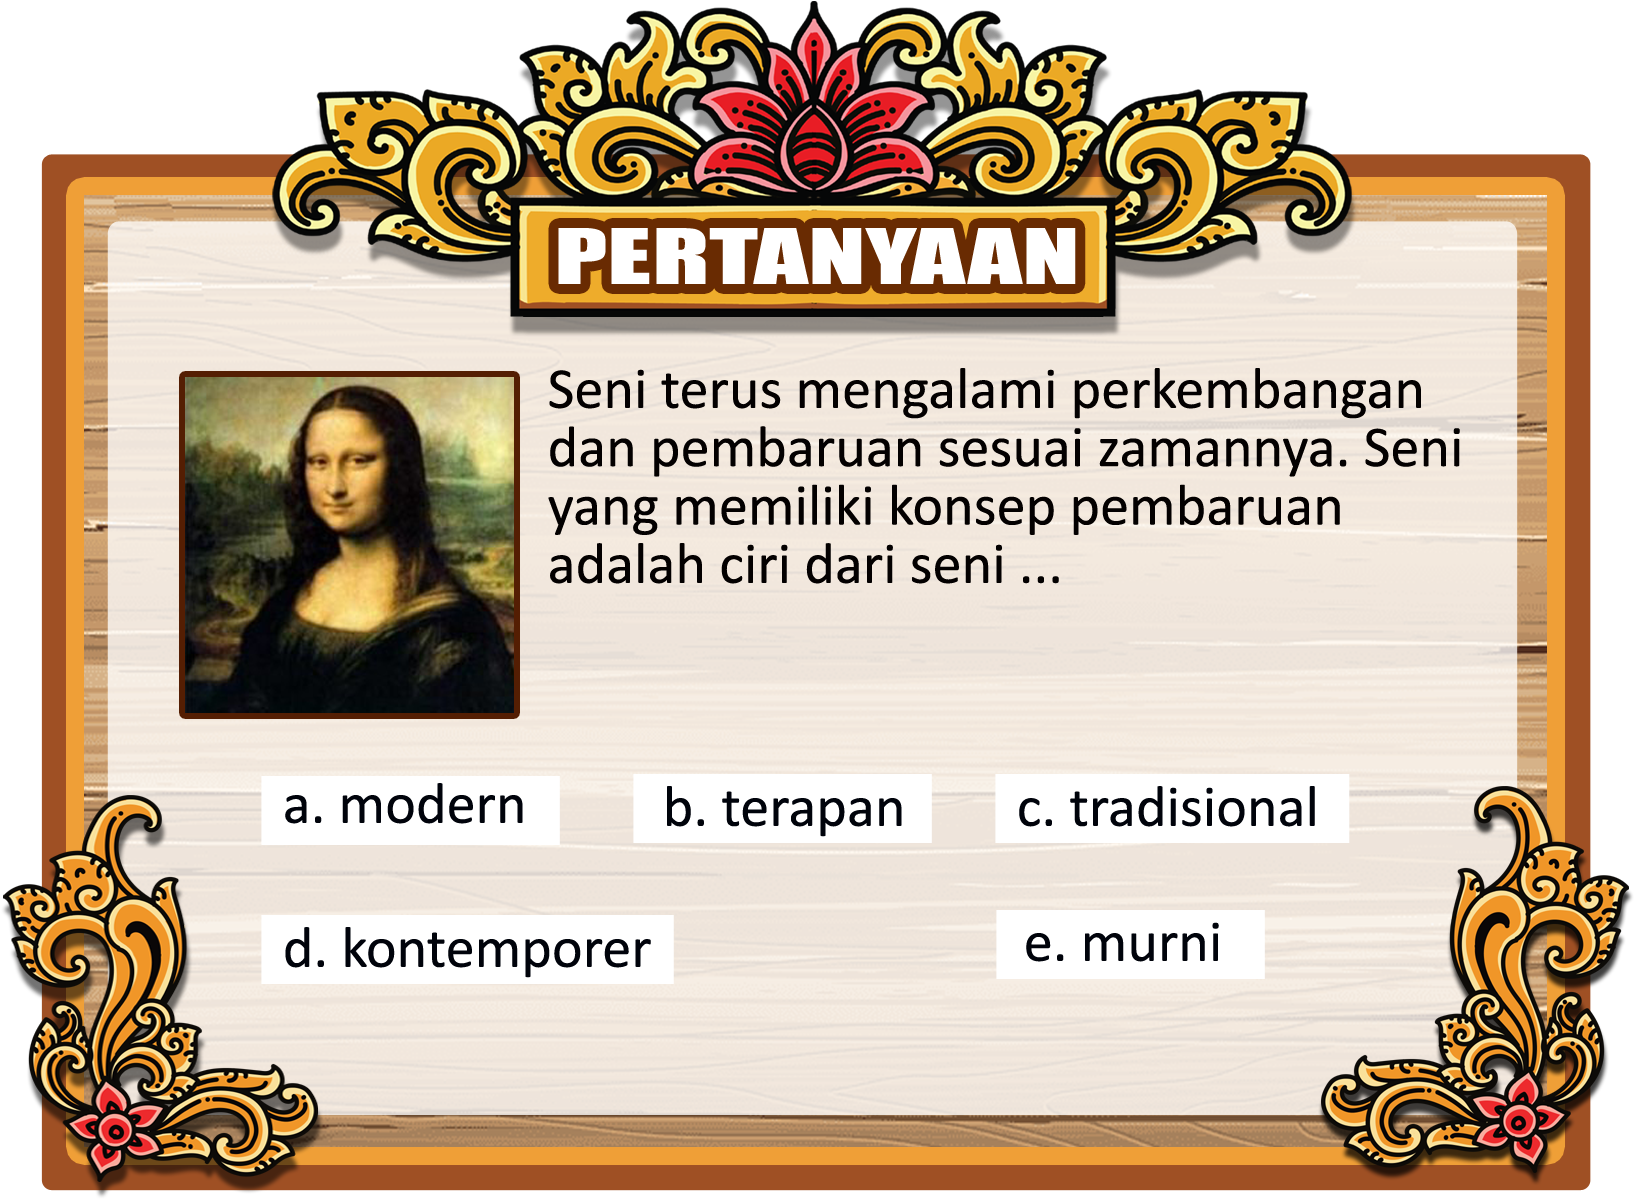 PERTANYAAN
Seni terus mengalami perkembangan
dan pembaruan sesuai zamannya. Seni
yang memiliki konsep pembaruan
adalah ciri dari seni ...
a. modern
b. terapan
c. tradisional
d. kontemporer
e. murni